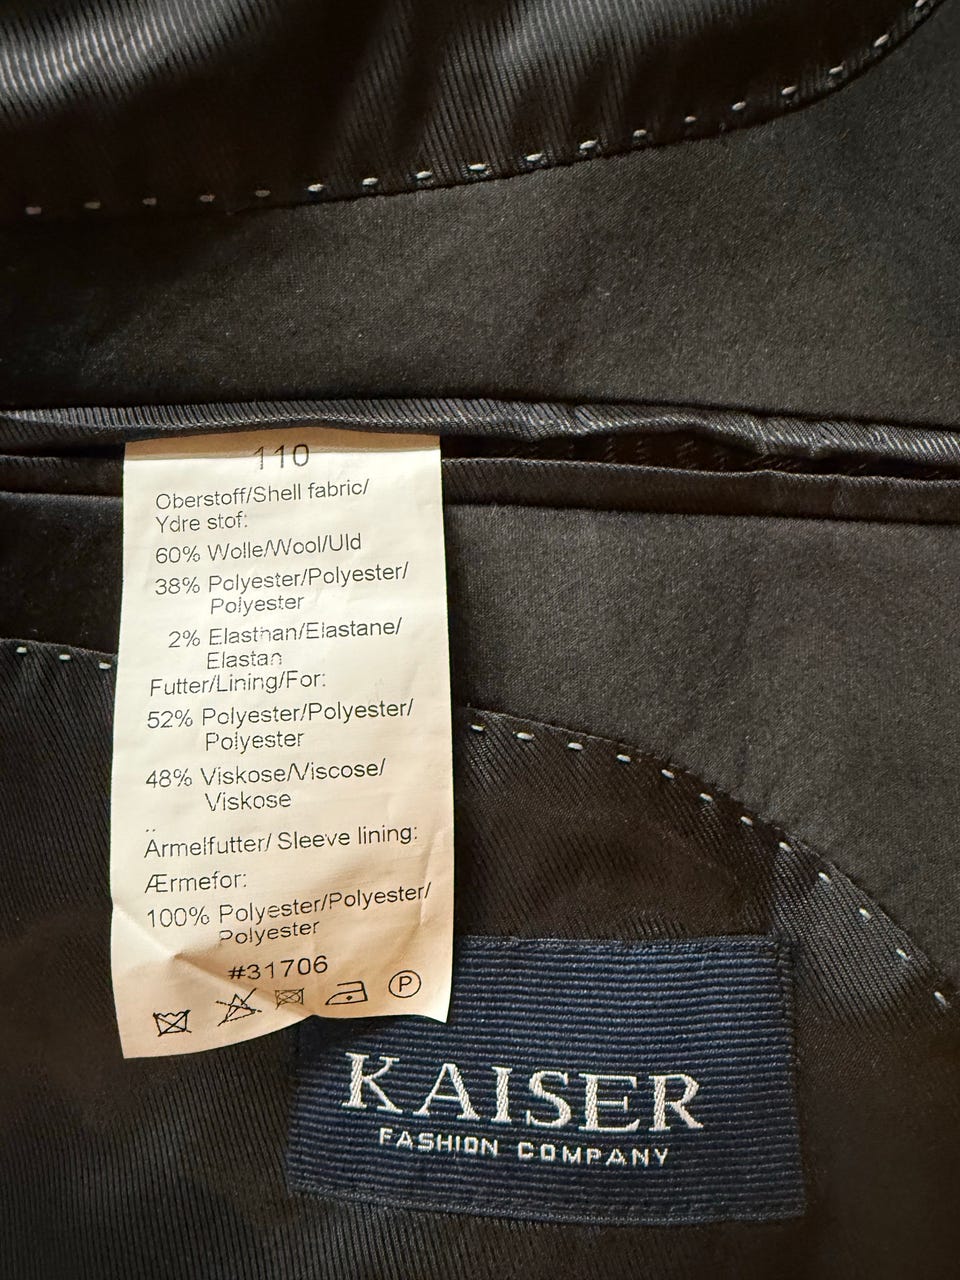 110
Oberstoff/Shell fabric/
Ydre stof:
60% Wolle/Wool/Uld
38% Polyester/Polyester/
Polyester
2% Elasthan/Elastane/
Elastan
Futter/Lining/For:
52% Polyester/Polyester/
Polyester
48% Viskose/Viscose/
Viskose
Ärmelfutter/ Sleeve lining:
Ærmefor:
100% Polyester/Polyester/
Polyester
#31706
P
KAISER
FASHION COMPANY